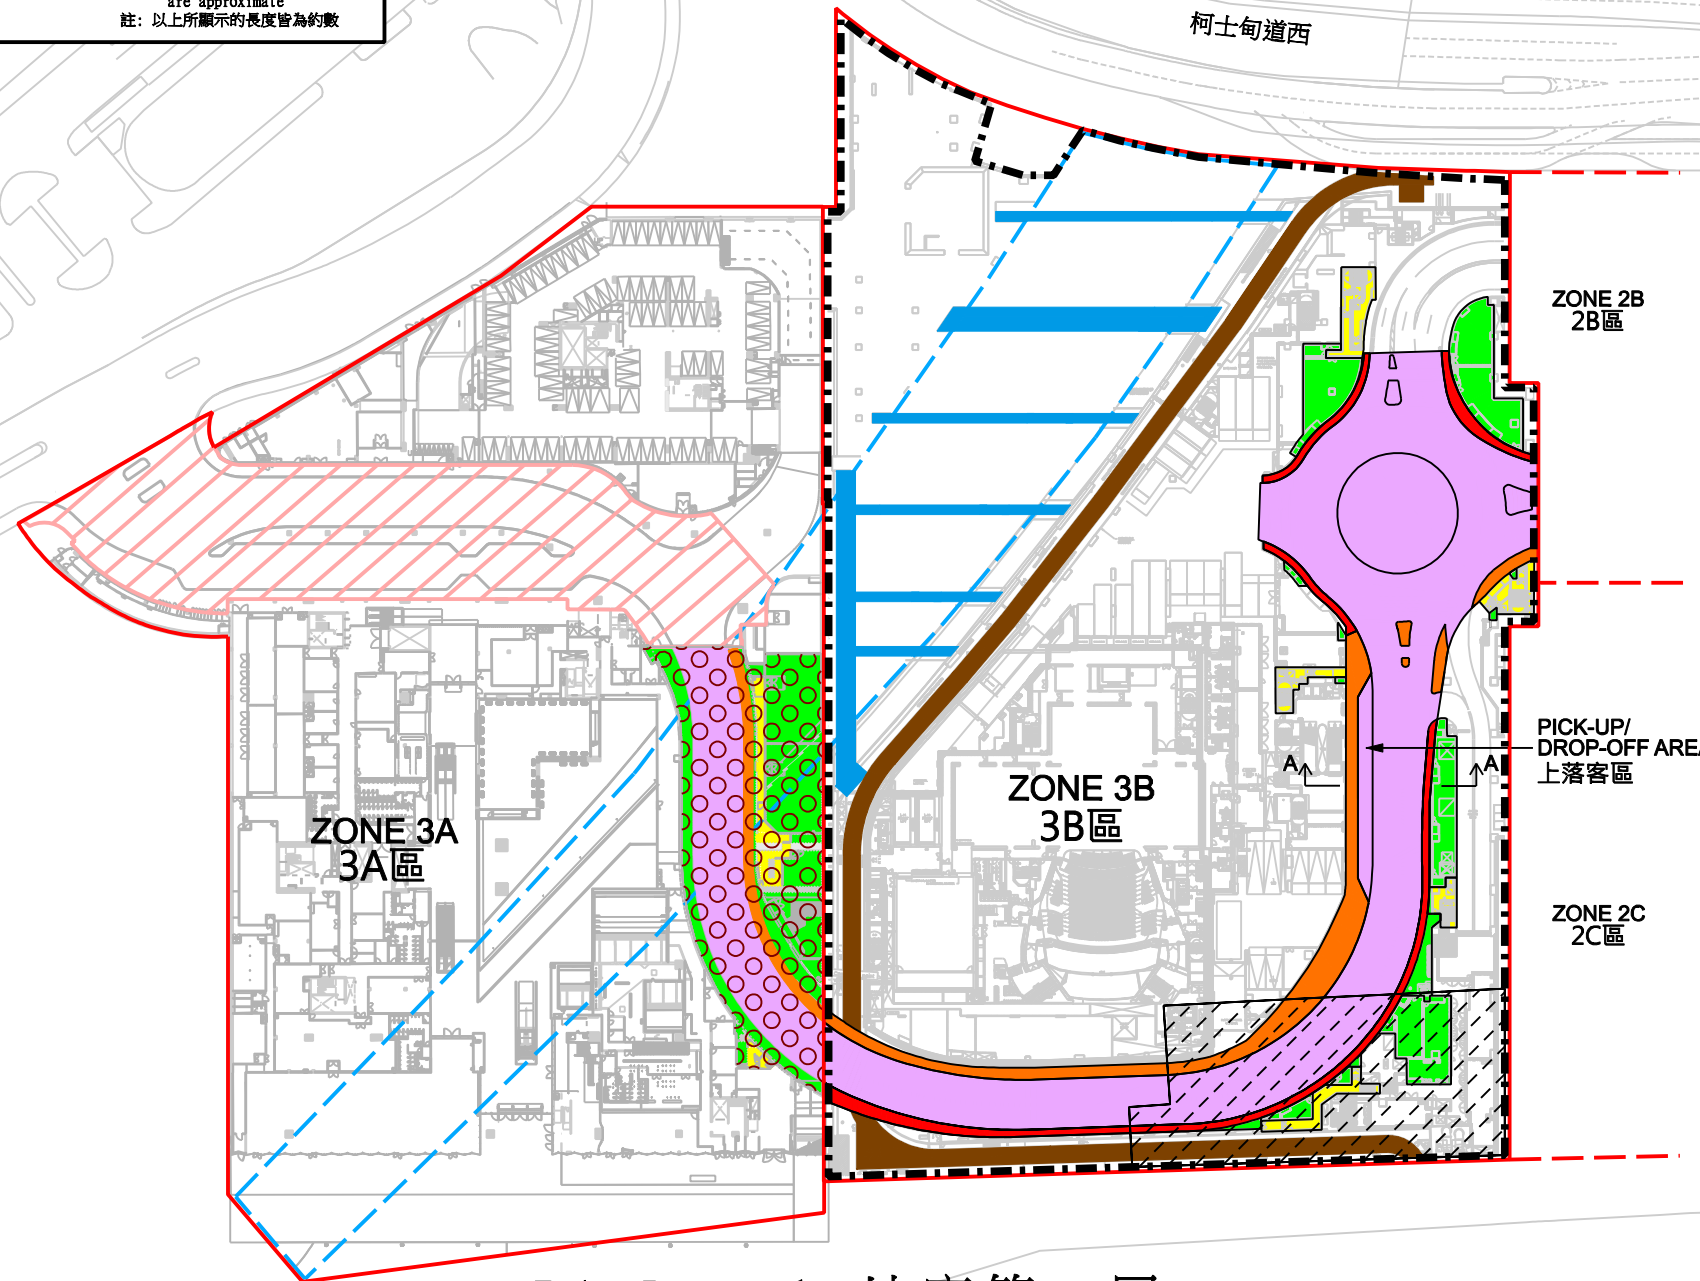 are approximate
註：以上所顯示的長度皆為約數
柯士甸道西
ZONE 2B
2B區
PICK-UP/
DROP-OFF AREA
上落客區
A
A
ZONE 3B
3B區
ZONE 3A
3A區
ZONE 2C
2C區